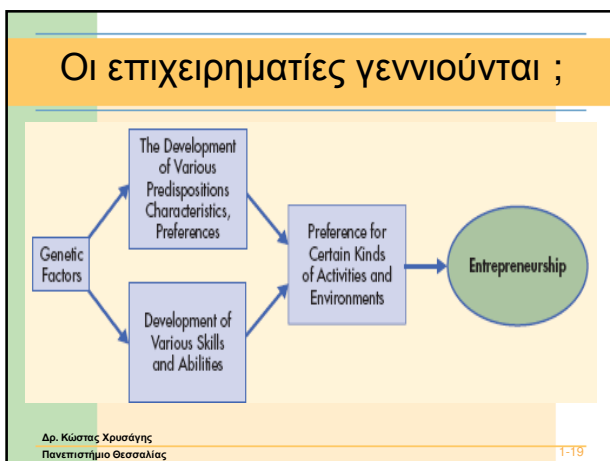 Οι επιχειρηματίες γεννιούνται ;
The Development
of Various
Predispositions
Characteristics,
Preferences
Genetic
Factors
Development of
Various Skills
and Abilities
Preference for
Certain Kinds
of Activities and
Environments
Entrepreneurship
Δρ. Κώστας Χρυσάγης
Πανεπιστήμιο Θεσσαλίας
1-19